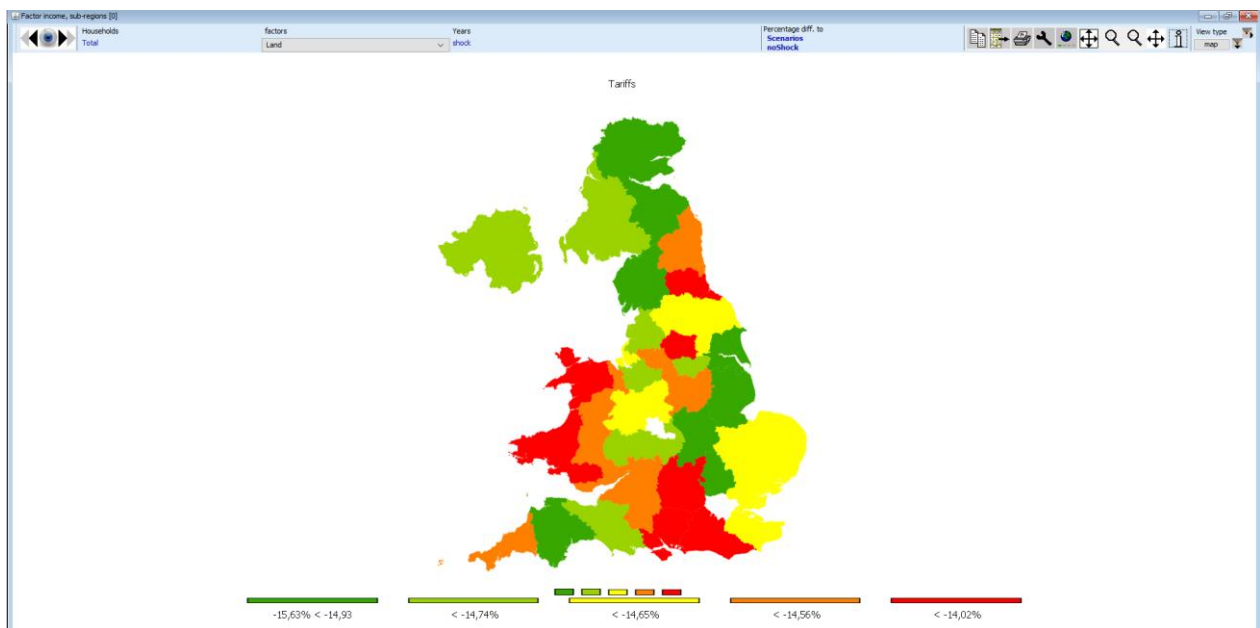 Factor income, sub-regions [0]
Households
Total
factors
Land
Years
shock
Percentage diff. to
Scenarios
noShock
View type
map
Tariffs
-15,63% < -14,93
< -14,74%
< -14,65%
< -14,56%
< -14,02%